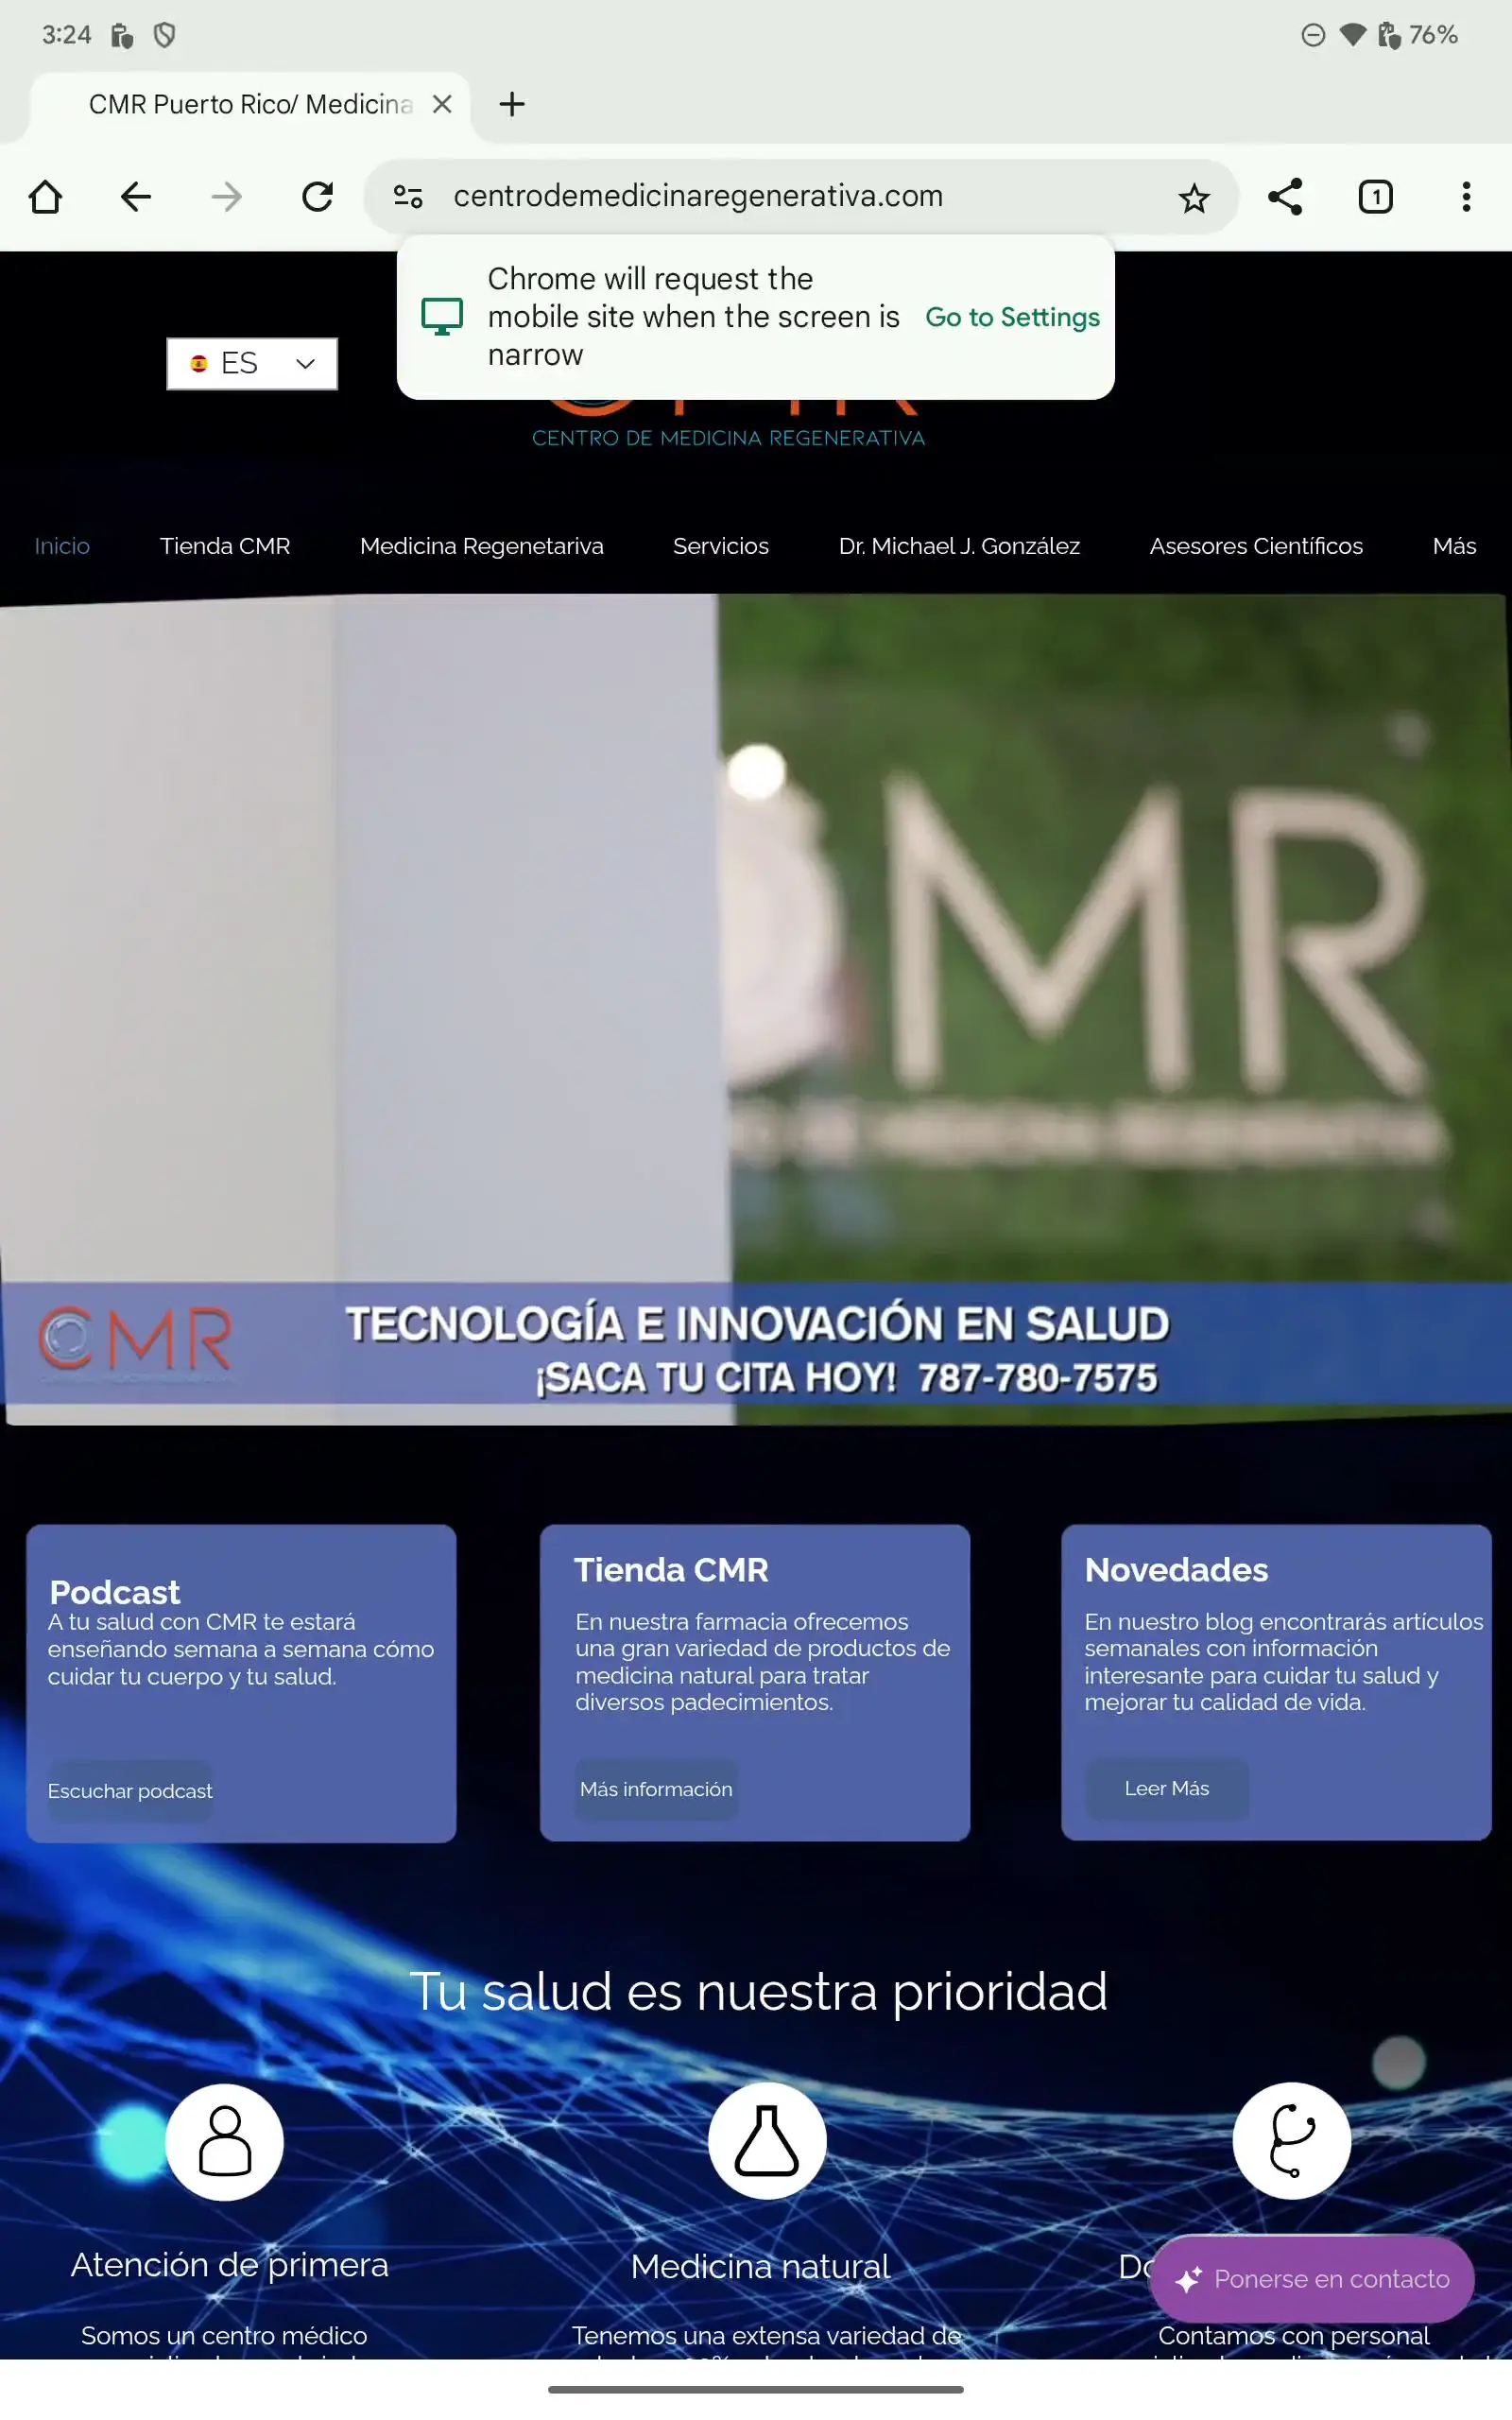 3:24
76%
CMR Puerto Rico/ Medicina
centrodemedicinaregenerativa.com
1
Chrome will request the
mobile site when the screen is
narrow
Go to Settings
ES
CENTRO DE MEDICINA REGENERATIVA
Inicio
Tienda CMR
Medicina Regenetariva
Servicios
Dr. Michael J. González
Asesores Científicos
Más
MR
CMR
TECNOLOGÍA E INNOVACIÓN EN SALUD
¡SACA TU CITA HOY! 787-780-7575
Podcast
A tu salud con CMR te estará
enseñando semana a semana cómo
cuidar tu cuerpo y tu salud.
Escuchar podcast
Tienda CMR
En nuestra farmacia ofrecemos
una gran variedad de productos de
medicina natural para tratar
diversos padecimientos.
Más información
Novedades
En nuestro blog encontrarás artículos
semanales con información
interesante para cuidar tu salud y
mejorar tu calidad de vida.
Leer Más
Tu salud es nuestra prioridad
Atención de primera
Somos un centro médico
Medicina natural
Tenemos una extensa variedad de
Ponerse en contacto
Contamos con personal